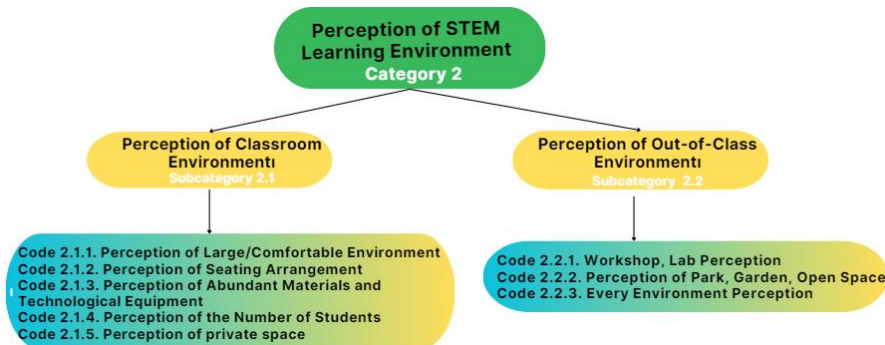 Perception of STEM
Learning Environment
Category 2
Perception of Classroom
Environmentı
Subcategory 2.1
Perception of Out-of-Class
Environmentı
Subcategory 2.2
Code 2.1.1. Perception of Large/Comfortable Environment
Code 2.1.2. Perception of Seating Arrangement
Code 2.1.3. Perception of Abundant Materials and
Technological Equipment
Code 2.1.4. Perception of the Number of Students
Code 2.1.5. Perception of private space
Code 2.2.1. Workshop, Lab Perception
Code 2.2.2. Perception of Park, Garden, Open Space
Code 2.2.3. Every Environment Perception